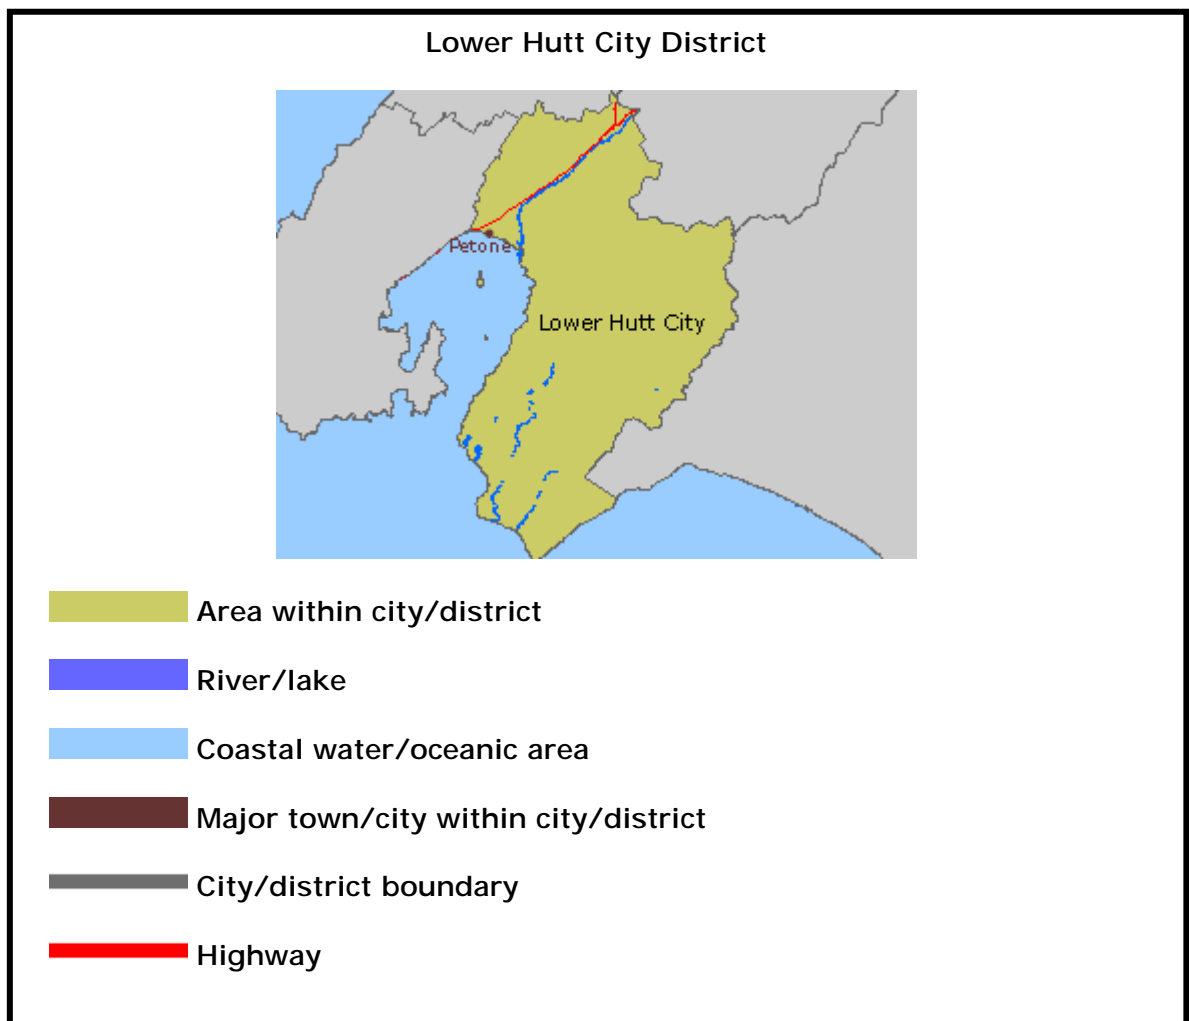 Lower Hutt City District
Petone
Lower Hutt City
Area within city/district
River/lake
Coastal water/oceanic area
Major town/city within city/district
City/district boundary
Highway